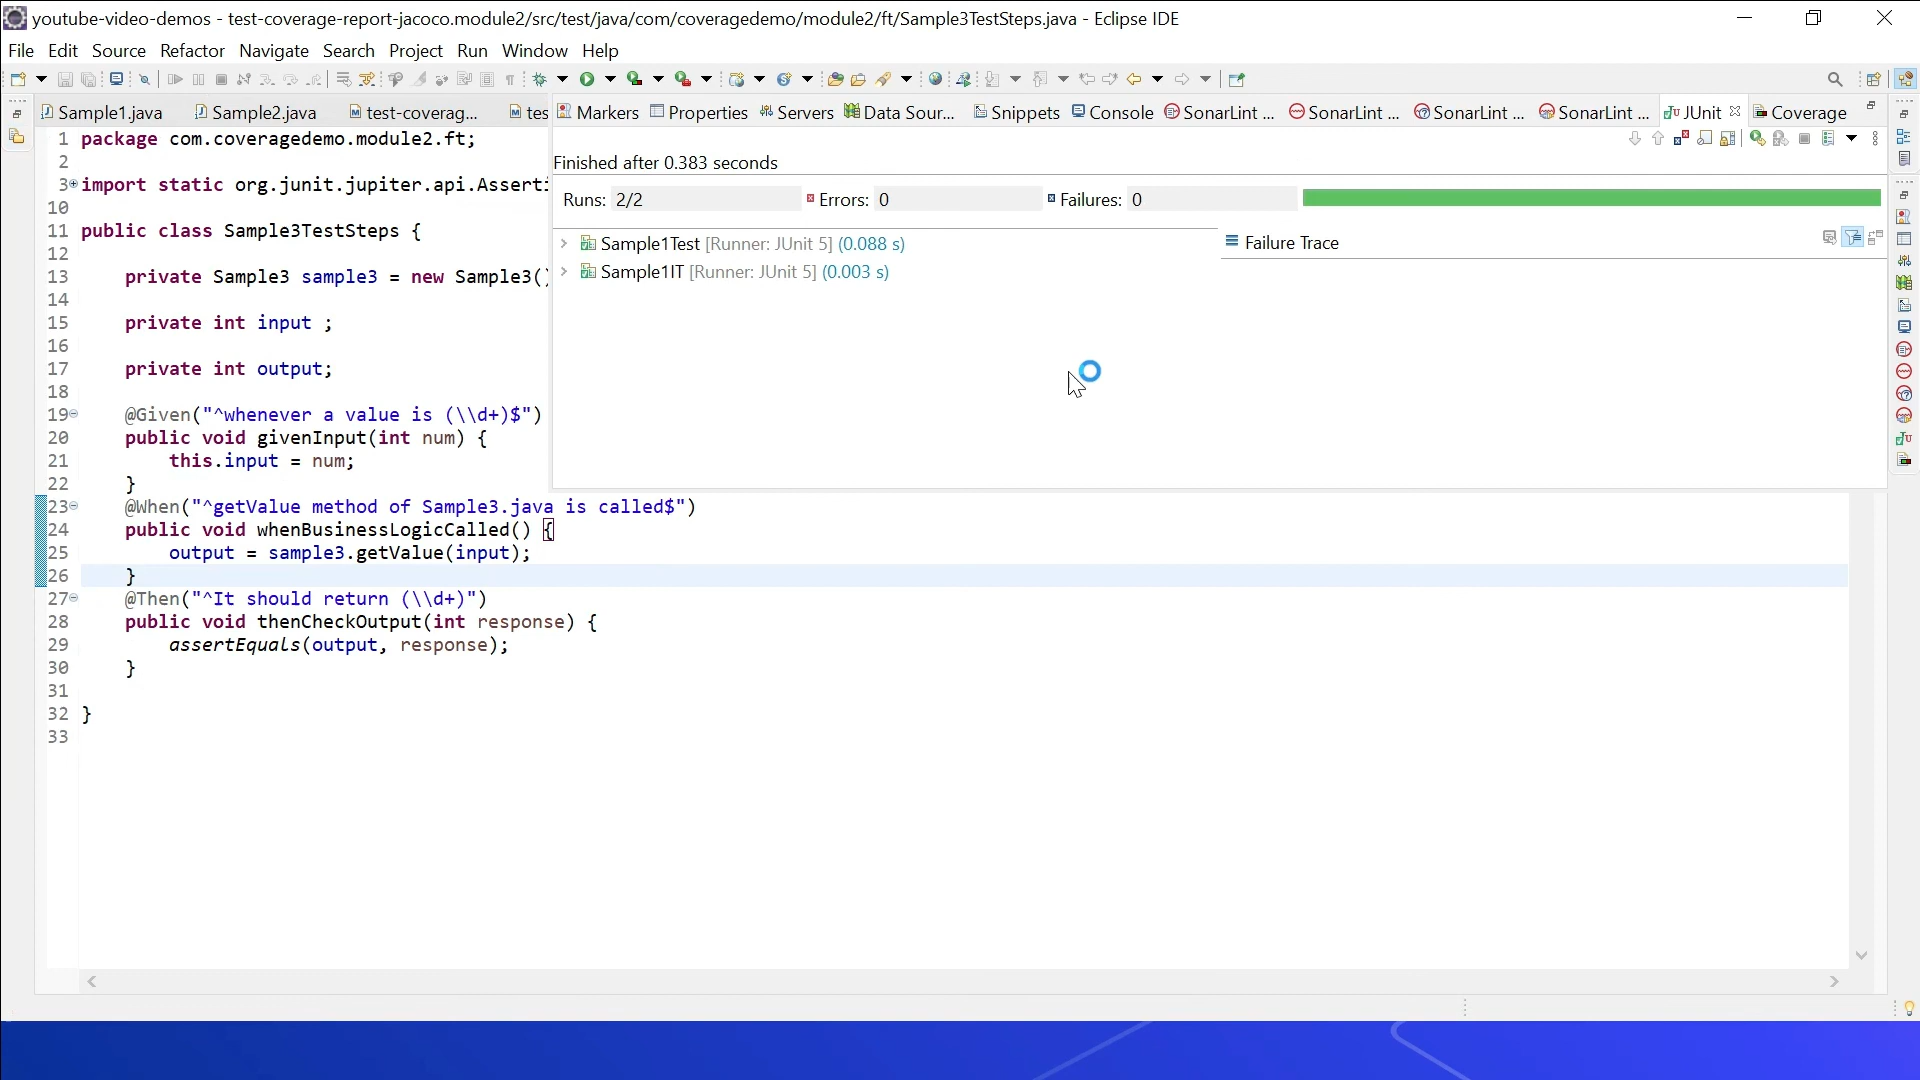 youtube-video-demos - test-coverage-report-jacoco.module2/src/test/java/com/coveragedemo/module2/ft/Sample3TestSteps.java - Eclipse IDE
File Edit Source Refactor Navigate Search Project Run Window Help
Sample1.java Sample2.java test-coverag... tes Markers Properties Servers Data Sour... Snippets Console SonarLint ... SonarLint ... SonarLint ... SonarLint ... JUnit Coverage
Finished after 0.383 seconds
Runs: 2/2 Errors: 0 Failures: 0
Sample1Test [Runner: JUnit 5] (0.088 s)
Sample1IT [Runner: JUnit 5] (0.003 s)
Failure Trace
1 package com.coveragedemo.module2.ft;
2
3 import static org.junit.jupiter.api.Asserti
10
11 public class Sample3TestSteps {
12
13 private Sample3 sample3 = new Sample3()
14
15 private int input ;
16
17 private int output;
18
19 @Given("^whenever a value is (\\d+)$")
20 public void givenInput(int num) {
21 this.input = num;
22 }
23 @When("^getValue method of Sample3.java is called$")
24 public void whenBusinessLogicCalled() {
25 output = sample3.getValue(input);
26 }
27 @Then("^It should return (\\d+)")
28 public void thenCheckOutput(int response) {
29 assertEquals(output, response);
30 }
31
32 }
33